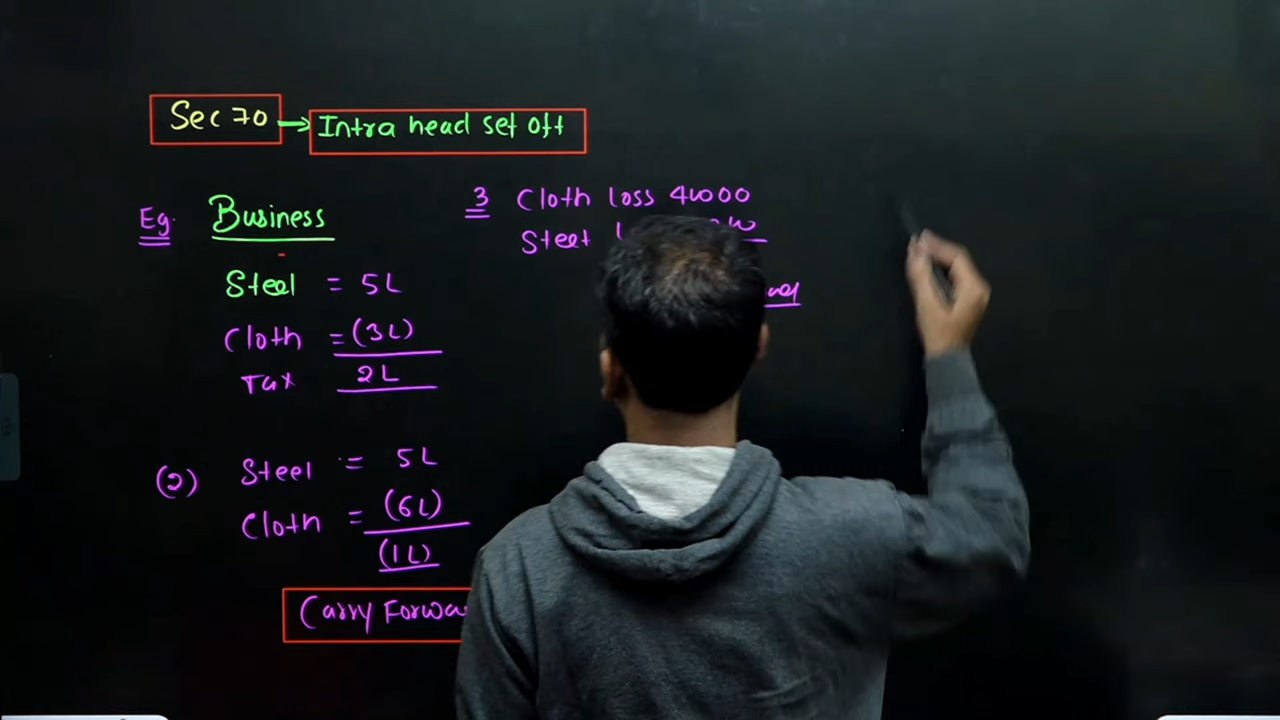 Sec 70 → Intra head set off
Eg. Business
Steel = 5L
Cloth = (3L)
Tax 2L
(2) Steel = 5L
Cloth = (6L)
(1L)
Carry
3 Cloth loss 40000
Steel